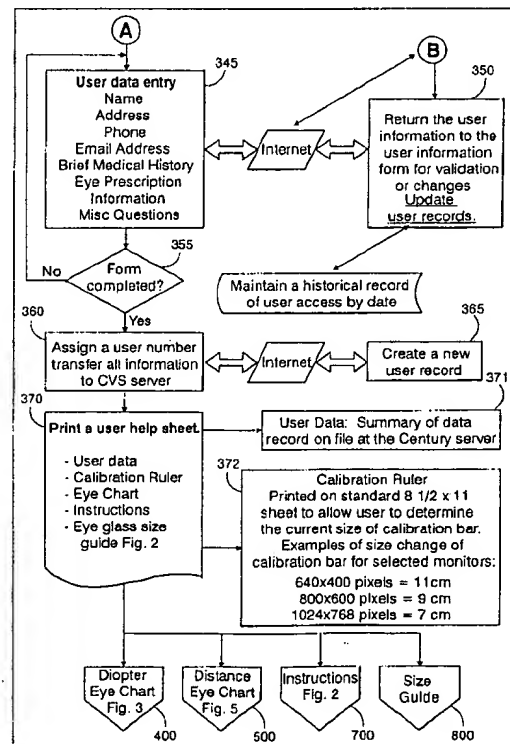 A
B
345
User data entry
Name
Address
Phone
Email Address
Brief Medical History
Eye Prescription
Information
Misc Questions
Internet
350
Return the user
information to the
user information
form for validation
or changes
Update
user records.
355
No
Form
completed?
Maintain a historical record
of user access by date
Yes
360
Assign a user number
transfer all information
to CVS server
Internet
365
Create a new
user record
370
Print a user help sheet.
- User data
- Calibration Ruler
- Eye Chart
- Instructions
- Eye glass size
guide Fig. 2
371
User Data: Summary of data
record on file at the Century server
372
Calibration Ruler
Printed on standard 8 1/2 x 11
sheet to allow user to determine
the current size of calibration bar.
Examples of size change of
calibration bar for selected monitors:
640x400 pixels = 11cm
800x600 pixels = 9 cm
1024x768 pixels = 7 cm
Diopter
Eye Chart
Fig. 3
400
Distance
Eye Chart
Fig. 5
500
Instructions
Fig. 2
700
Size
Guide
800